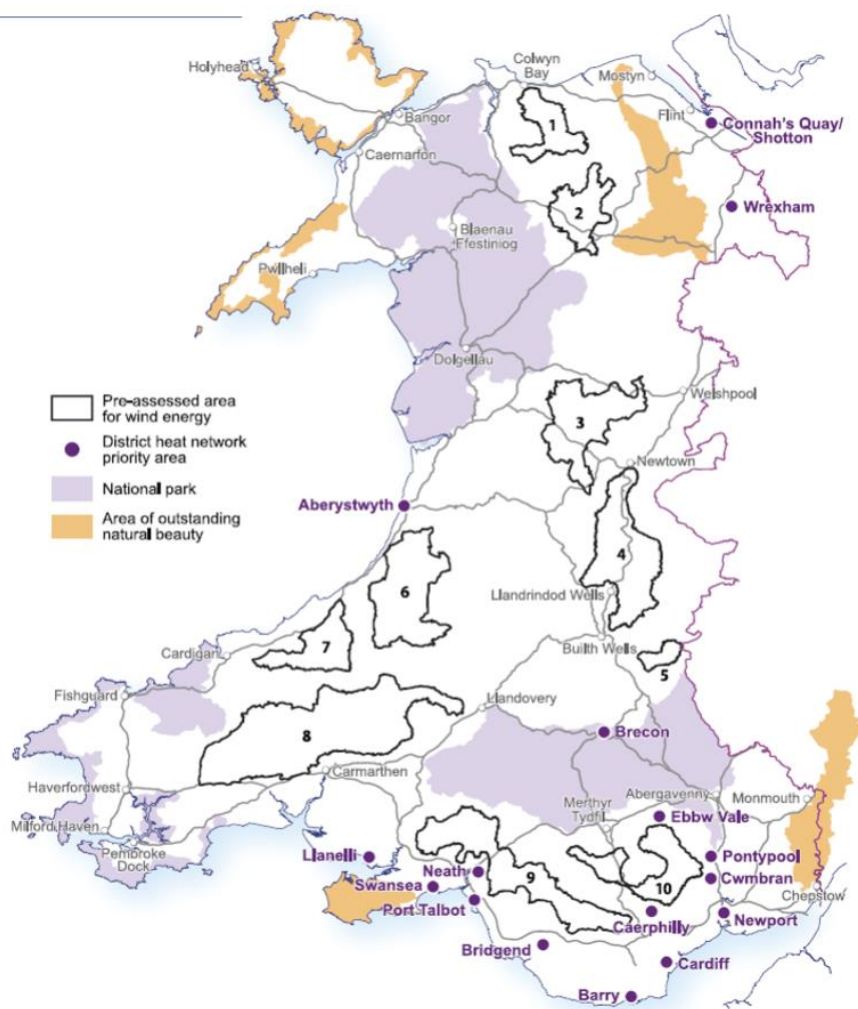 Holyhead
Colwyn
Bay
Mostyn
Bangor
Flint
1
Connah's Quay/
Shotton
Caernarfon
2
Wrexham
Blaenau
Ffestiniog
Pwllheli
Dolgellau
Welshpool
Pre-assessed area
for wind energy
3
District heat network
priority area
Newtown
National park
Aberystwyth
Area of outstanding
natural beauty
4
6
Llandrindod Wells
7
Cardigan
Builth Wells
5
Fishguard
Llandovery
8
Brecon
Carmarthen
Haverfordwest
Abergavenny
Monmouth
Merthyr
Tydfil
Milford Haven
Ebbw Vale
Pembroke
Dock
Llanelli
Neath
Pontypool
9
10
Cwmbran
Swansea
Chepstow
Port Talbot
Newport
Caerphilly
Bridgend
Cardiff
Barry